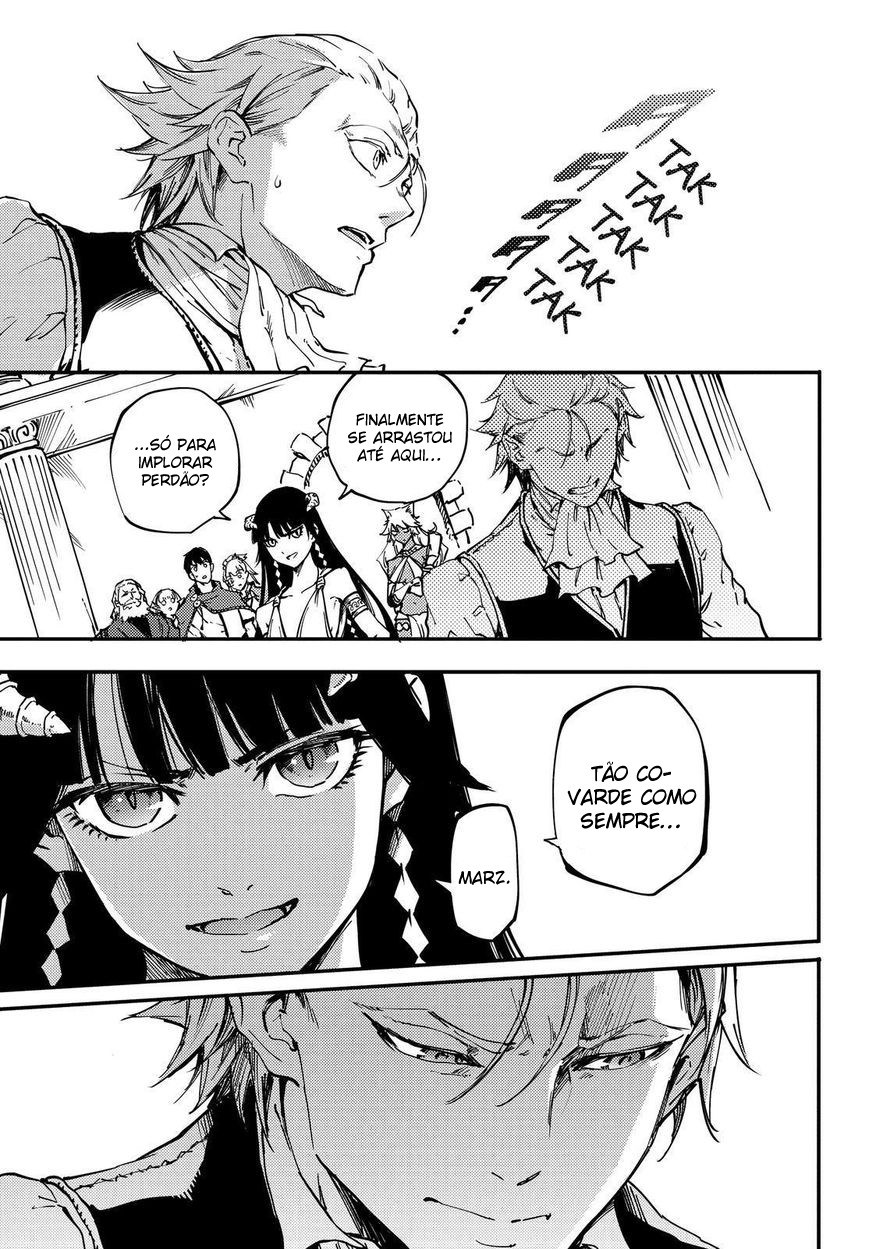 TAK
TAK
TAK
TAK
TAK
TAK
FINALMENTE
SE ARRASTOU
ATÉ AQUI...
...SÓ PARA
IMPLORAR
PERDÃO?
TÃO CO-
VARDE COMO
SEMPRE...
MARZ.